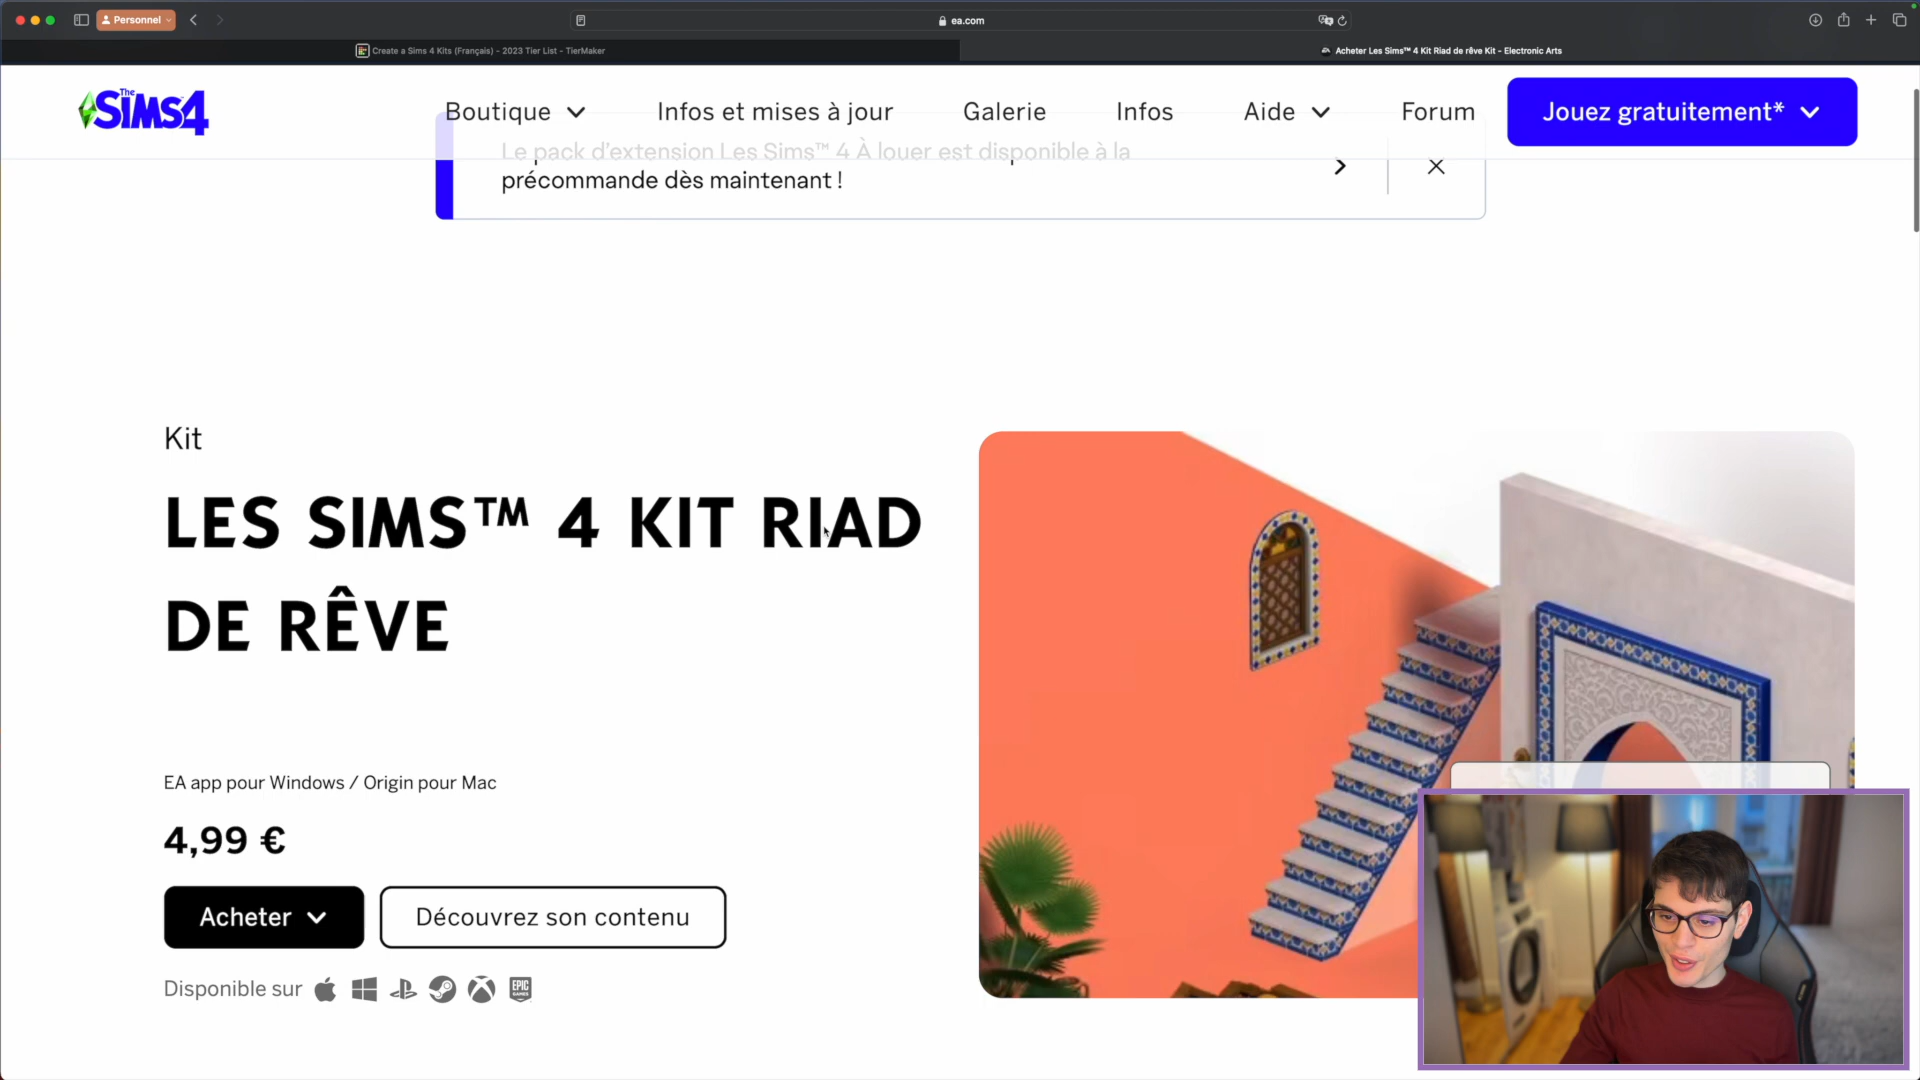 Personnel
ea.com
Create a Sims 4 Kits (Français) - 2023 Tier List - TierMaker
Acheter Les Sims™ 4 Kit Riad de rêve Kit - Electronic Arts
The SiMS4
Boutique
Infos et mises à jour
Galerie
Infos
Aide
Forum
Jouez gratuitement*
Le pack d'extension Les Sims™ 4 À louer est disponible à la
précommande dès maintenant !
Kit
LES SIMS™ 4 KIT RIAD
DE RÊVE
EA app pour Windows / Origin pour Mac
4,99 €
Acheter
Découvrez son contenu
Disponible sur
EPIC
GAMES